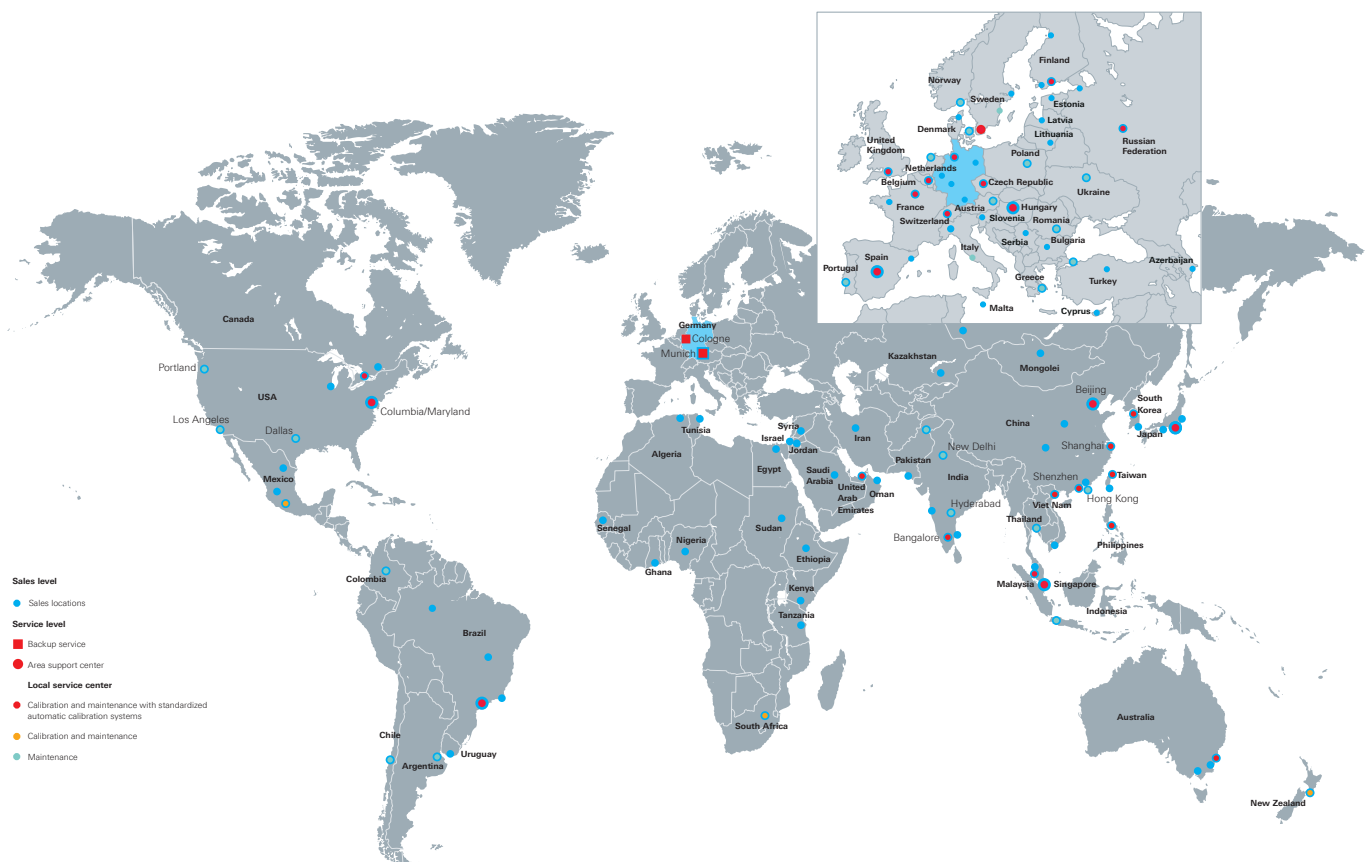 Finland
Norway
Sweden
Estonia
Denmark
Latvia
Lithuania
United
Kingdom
Russian
Federation
Poland
Netherlands
Belgium
Czech Republic
Ukraine
France
Austria
Hungary
Switzerland
Slovenia
Romania
Serbia
Bulgaria
Italy
Spain
Portugal
Azerbaijan
Greece
Turkey
Malta
Cyprus
Canada
Germany
Cologne
Munich
Portland
USA
Columbia/Maryland
Los Angeles
Dallas
Mexico
Kazakhstan
Mongolei
Beijing
South
Korea
China
Japan
Shanghai
Tunisia
Algeria
Syria
Israel
Jordan
Iran
Egypt
Saudi
Arabia
United
Arab
Emirates
Oman
Pakistan
New Delhi
India
Taiwan
Shenzhen
Hong Kong
Viet Nam
Hyderabad
Thailand
Bangalore
Philippines
Senegal
Sudan
Nigeria
Ethiopia
Ghana
Kenya
Tanzania
Malaysia
Singapore
Indonesia
Colombia
Brazil
Chile
Argentina
Uruguay
South Africa
Australia
New Zealand
Sales level
Sales locations
Service level
Backup service
Area support center
Local service center
Calibration and maintenance with standardized
automatic calibration systems
Calibration and maintenance
Maintenance